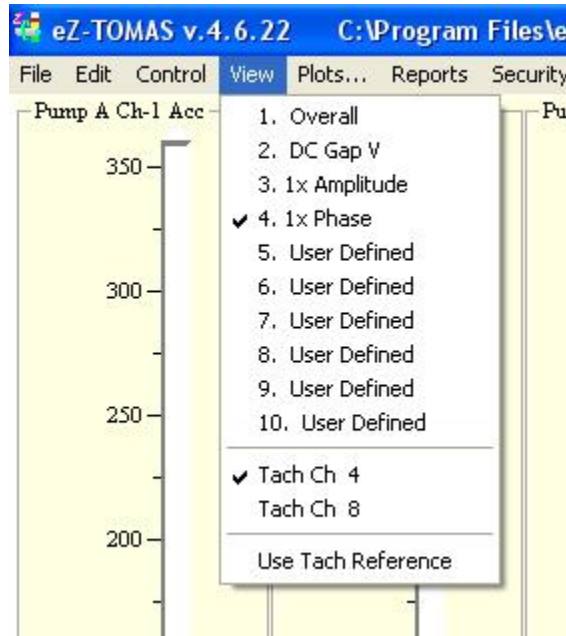 eZ-TOMAS v.4.6.22 C:\Program Files\e
File Edit Control View Plots... Reports Security
Pump A Ch-1 Acc
Pu
1. Overall
2. DC Gap V
3. 1x Amplitude
4. 1x Phase
5. User Defined
6. User Defined
7. User Defined
8. User Defined
9. User Defined
10. User Defined
Tach Ch 4
Tach Ch 8
Use Tach Reference
350
300
250
200